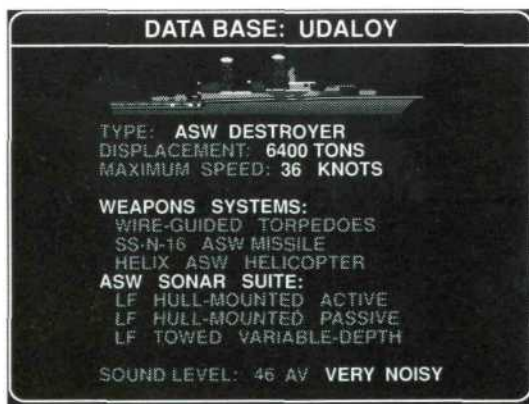 DATA BASE: UDALOY
TYPE: ASW DESTROYER
DISPLACEMENT: 6400 TONS
MAXIMUM SPEED: 36 KNOTS
WEAPONS SYSTEMS:
WIRE-GUIDED TORPEDOES
SS-N-16 ASW MISSILE
HELIX ASW HELICOPTER
ASW SONAR SUITE:
LF HULL-MOUNTED ACTIVE
LF HULL-MOUNTED PASSIVE
LF TOWED VARIABLE-DEPTH
SOUND LEVEL: 46 AV VERY NOISY